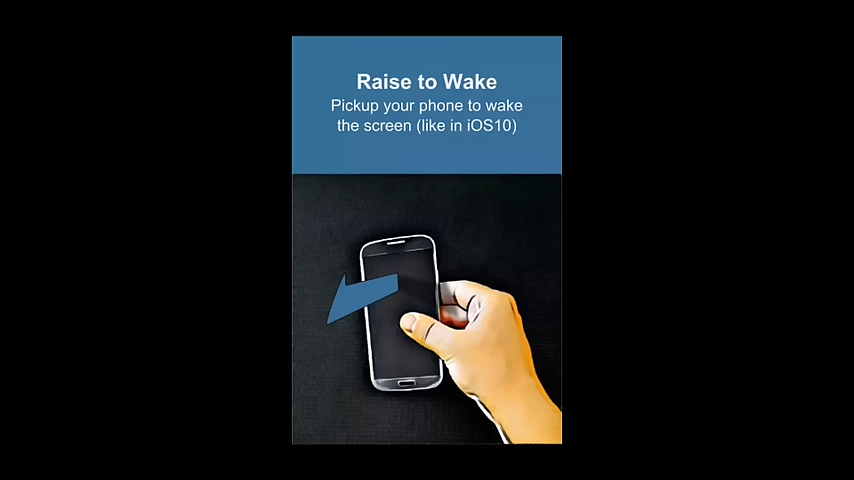 Raise to Wake
Pickup your phone to wake
the screen (like in iOS10)